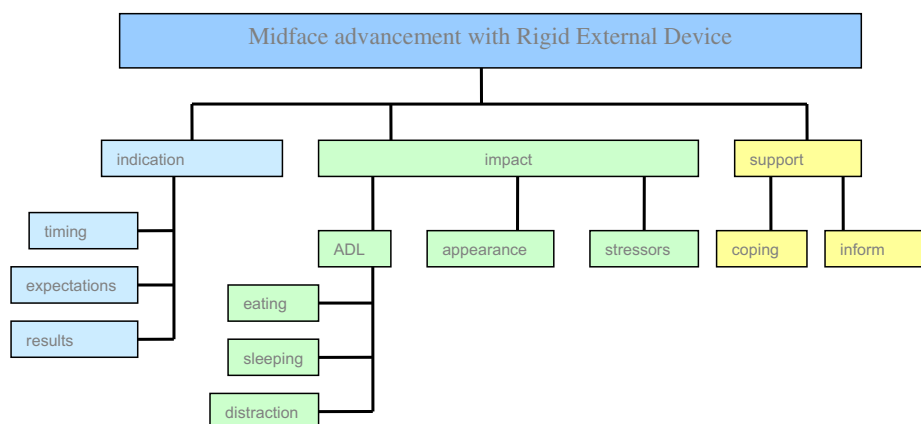 Midface advancement with Rigid External Device
indication
impact
support
timing
ADL
appearance
stressors
coping
inform
expectations
eating
results
sleeping
distraction